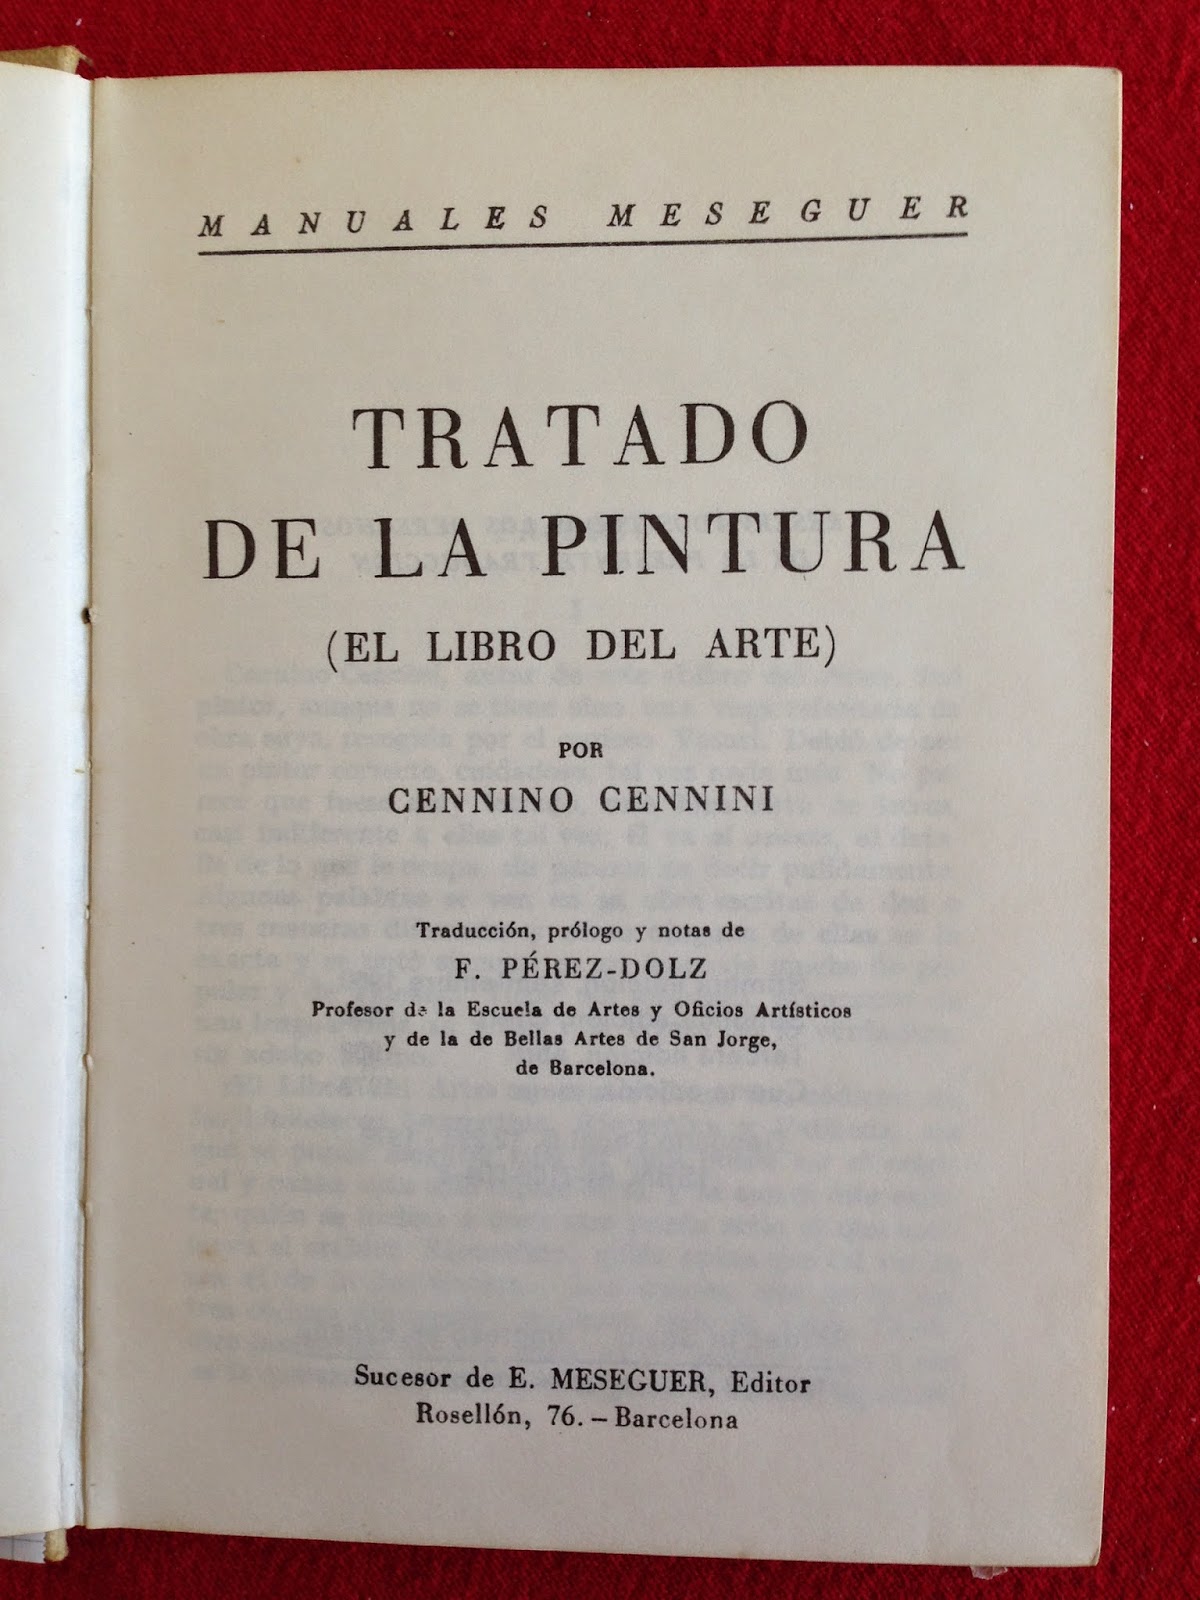 MANUALES MESEGUER
TRATADO
DE LA PINTURA
(EL LIBRO DEL ARTE)
POR
CENNINO CENNINI
Traducción, prólogo y notas de
F. PÉREZ-DOLZ
Profesor de la Escuela de Artes y Oficios Artísticos
y de la de Bellas Artes de San Jorge,
de Barcelona.
Sucesor de E. MESEGUER, Editor
Rosellón, 76. – Barcelona